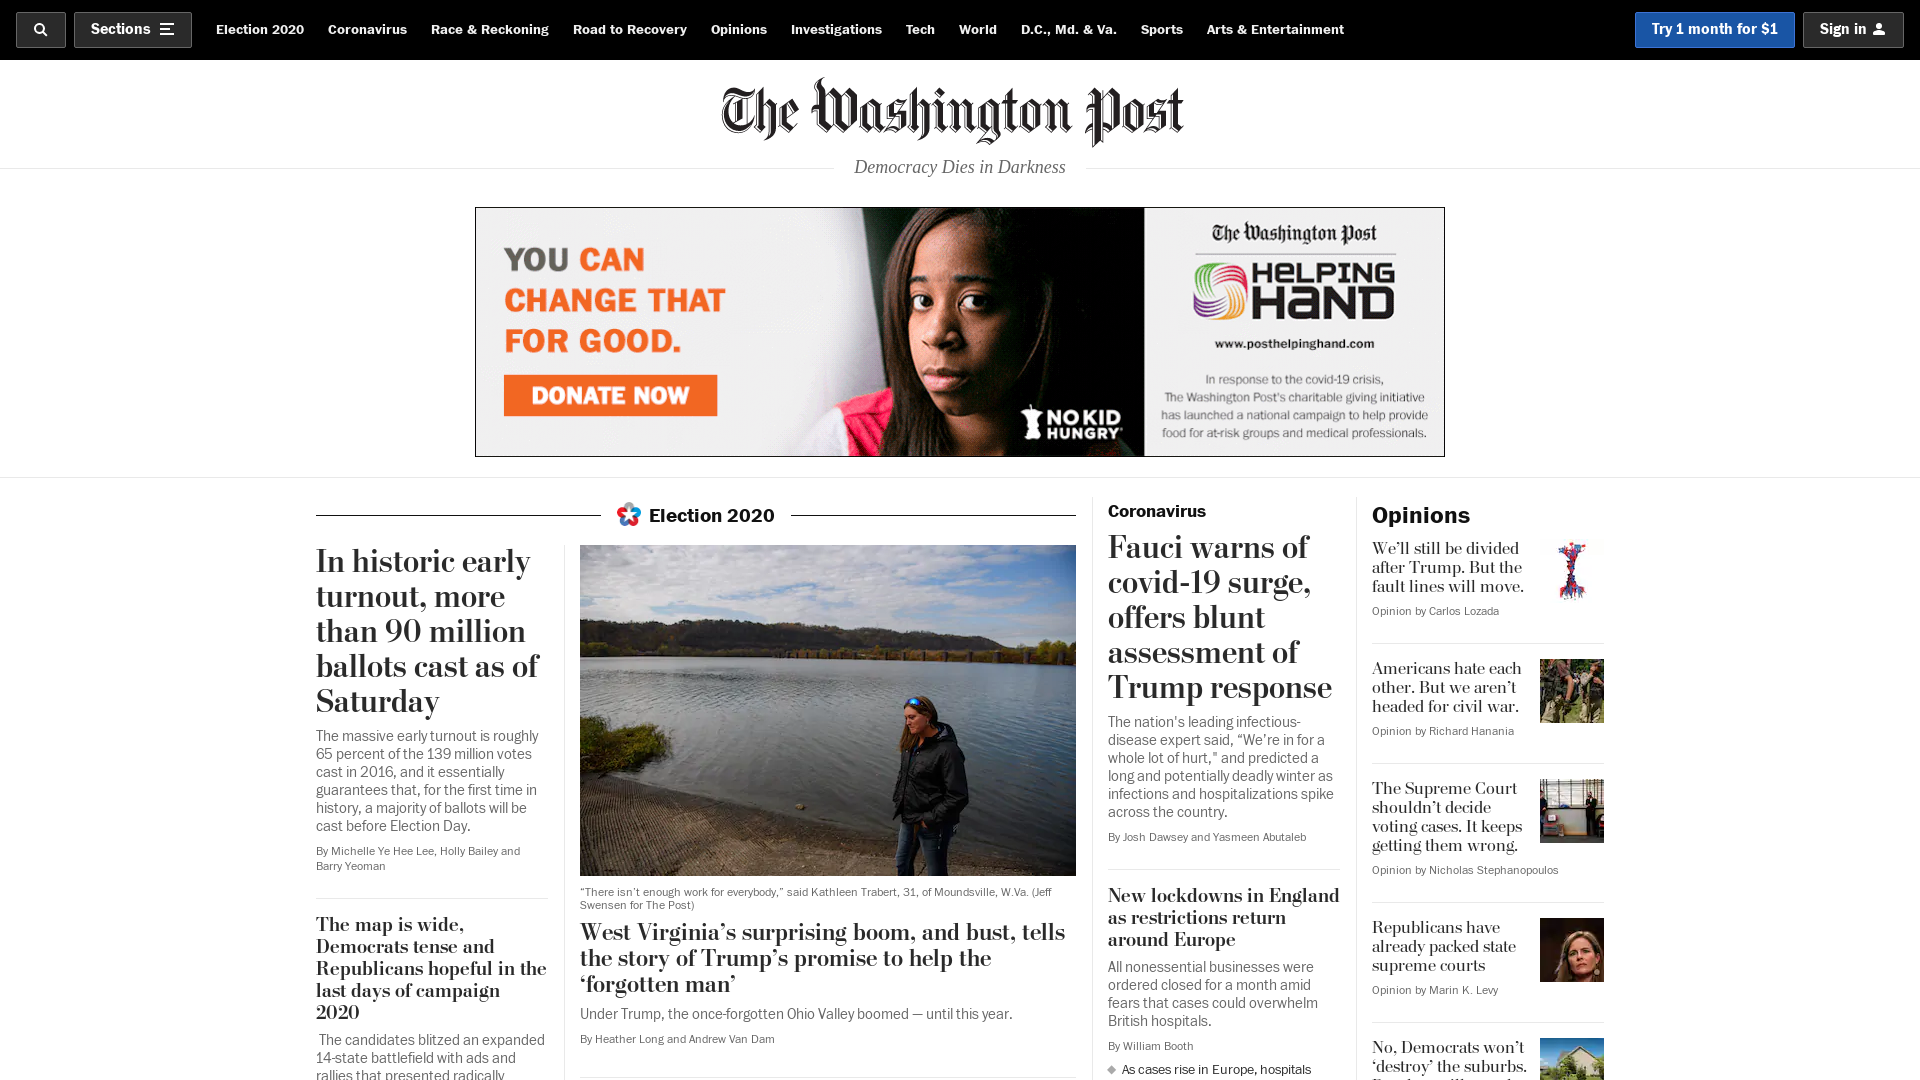 Sections
Election 2020
Coronavirus
Race & Reckoning
Road to Recovery
Opinions
Investigations
Tech
World
D.C., Md. & Va.
Sports
Arts & Entertainment
Try 1 month for $1
Sign in
The Washington Post
Democracy Dies in Darkness
YOU CAN
CHANGE THAT
FOR GOOD.
DONATE NOW
NO KID
HUNGRY
The Washington Post
HELPING
HAND
www.posthelpinghand.com
In response to the covid-19 crisis,
The Washington Post's charitable giving initiative
has launched a national campaign to help provide
food for at-risk groups and medical professionals.
Election 2020
In historic early
turnout, more
than 90 million
ballots cast as of
Saturday
The massive early turnout is roughly
65 percent of the 139 million votes
cast in 2016, and it essentially
guarantees that, for the first time in
history, a majority of ballots will be
cast before Election Day.
By Michelle Ye Hee Lee, Holly Bailey and
Barry Yeoman
The map is wide,
Democrats tense and
Republicans hopeful in the
last days of campaign
2020
The candidates blitzed an expanded
14-state battlefield with ads and
rallies that presented radically
“There isn’t enough work for everybody,” said Kathleen Trabert, 31, of Moundsville, W.Va. (Jeff
Swensen for The Post)
West Virginia’s surprising boom, and bust, tells
the story of Trump’s promise to help the
‘forgotten man’
Under Trump, the once-forgotten Ohio Valley boomed — until this year.
By Heather Long and Andrew Van Dam
Coronavirus
Fauci warns of
covid-19 surge,
offers blunt
assessment of
Trump response
The nation's leading infectious-
disease expert said, “We’re in for a
whole lot of hurt," and predicted a
long and potentially deadly winter as
infections and hospitalizations spike
across the country.
By Josh Dawsey and Yasmeen Abutaleb
New lockdowns in England
as restrictions return
around Europe
All nonessential businesses were
ordered closed for a month amid
fears that cases could overwhelm
British hospitals.
By William Booth
As cases rise in Europe, hospitals
Opinions
We’ll still be divided
after Trump. But the
fault lines will move.
Opinion by Carlos Lozada
Americans hate each
other. But we aren’t
headed for civil war.
Opinion by Richard Hanania
The Supreme Court
shouldn’t decide
voting cases. It keeps
getting them wrong.
Opinion by Nicholas Stephanopoulos
Republicans have
already packed state
supreme courts
Opinion by Marin K. Levy
No, Democrats won’t
‘destroy’ the suburbs.